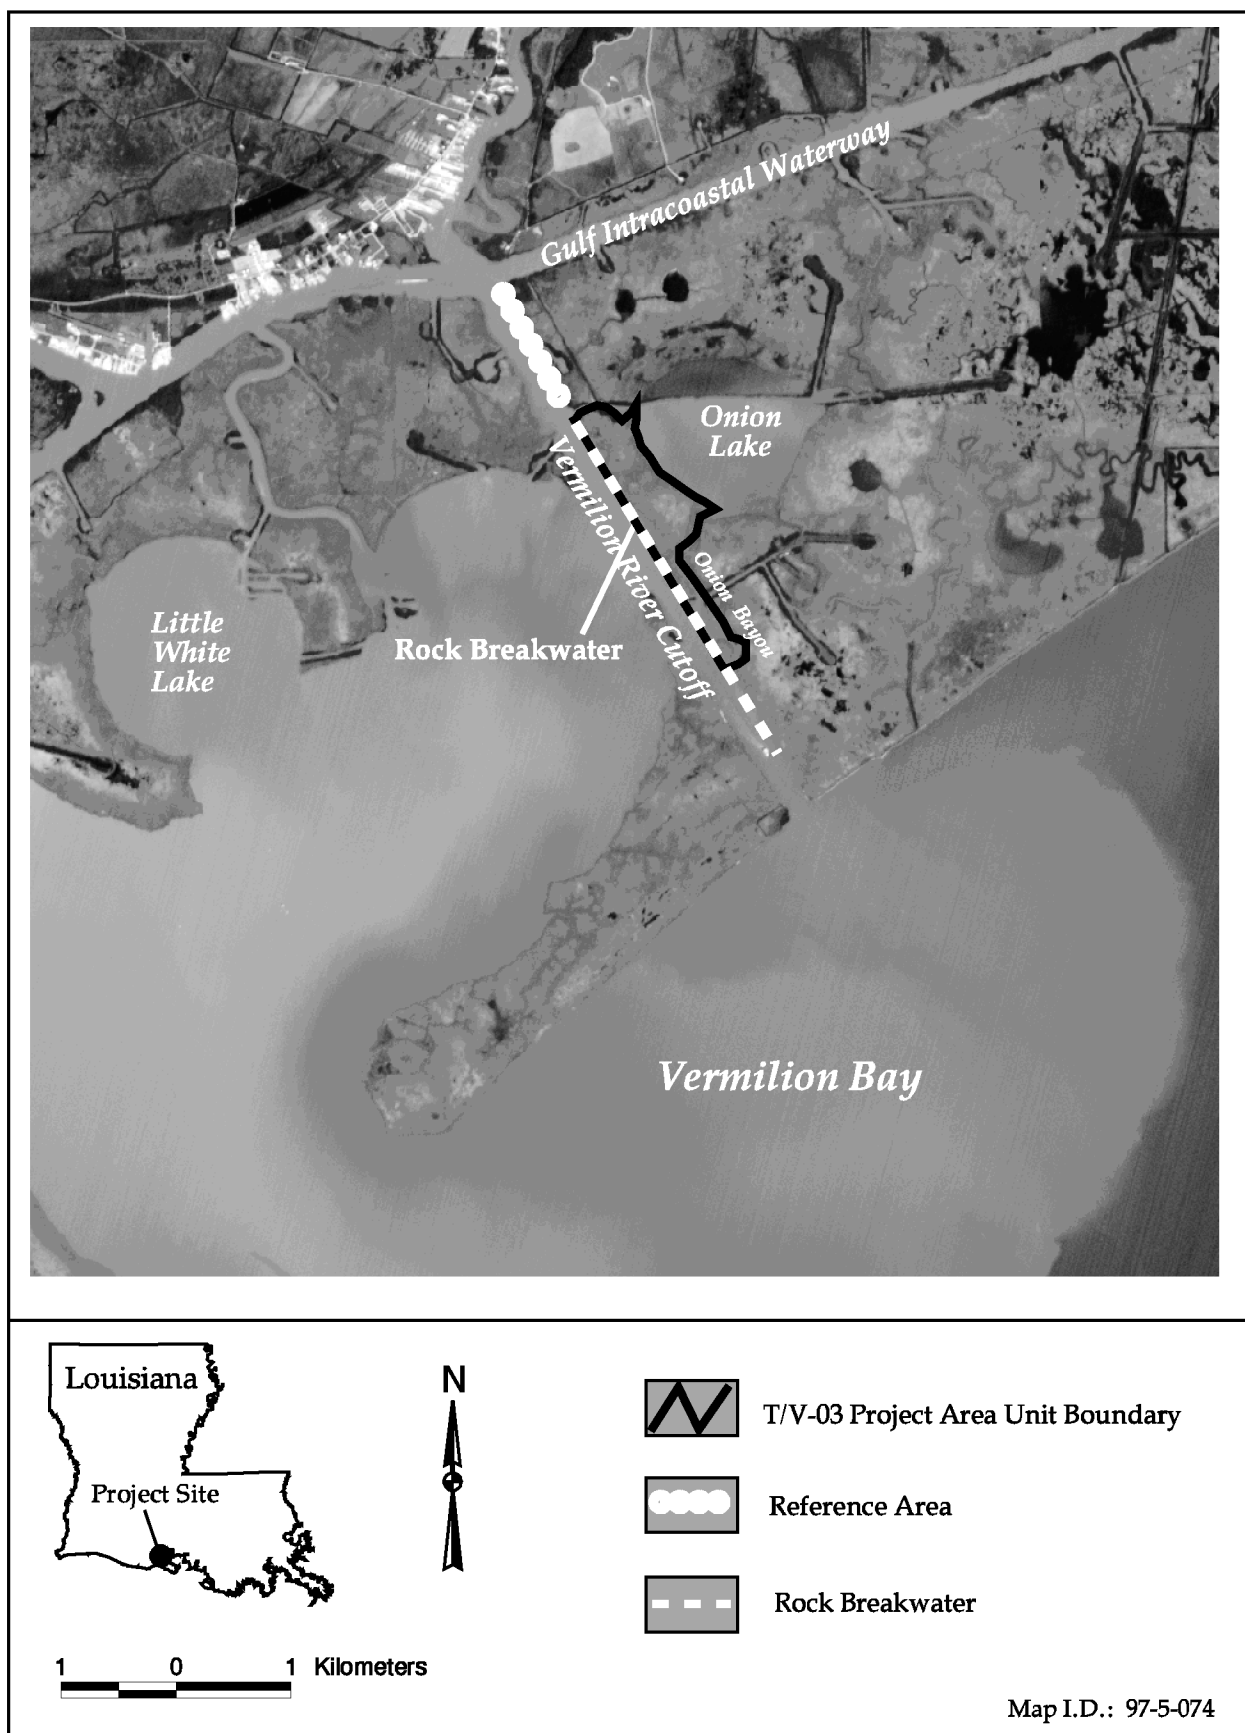 Gulf Intracoastal Waterway
Onion
Lake
Vermilion River Cutoff
Onion Bayou
Little
White
Lake
Rock Breakwater
Vermilion Bay
Louisiana
Project Site
N
T/V-03 Project Area Unit Boundary
Reference Area
Rock Breakwater
1 0 1 Kilometers
Map I.D.: 97-5-074